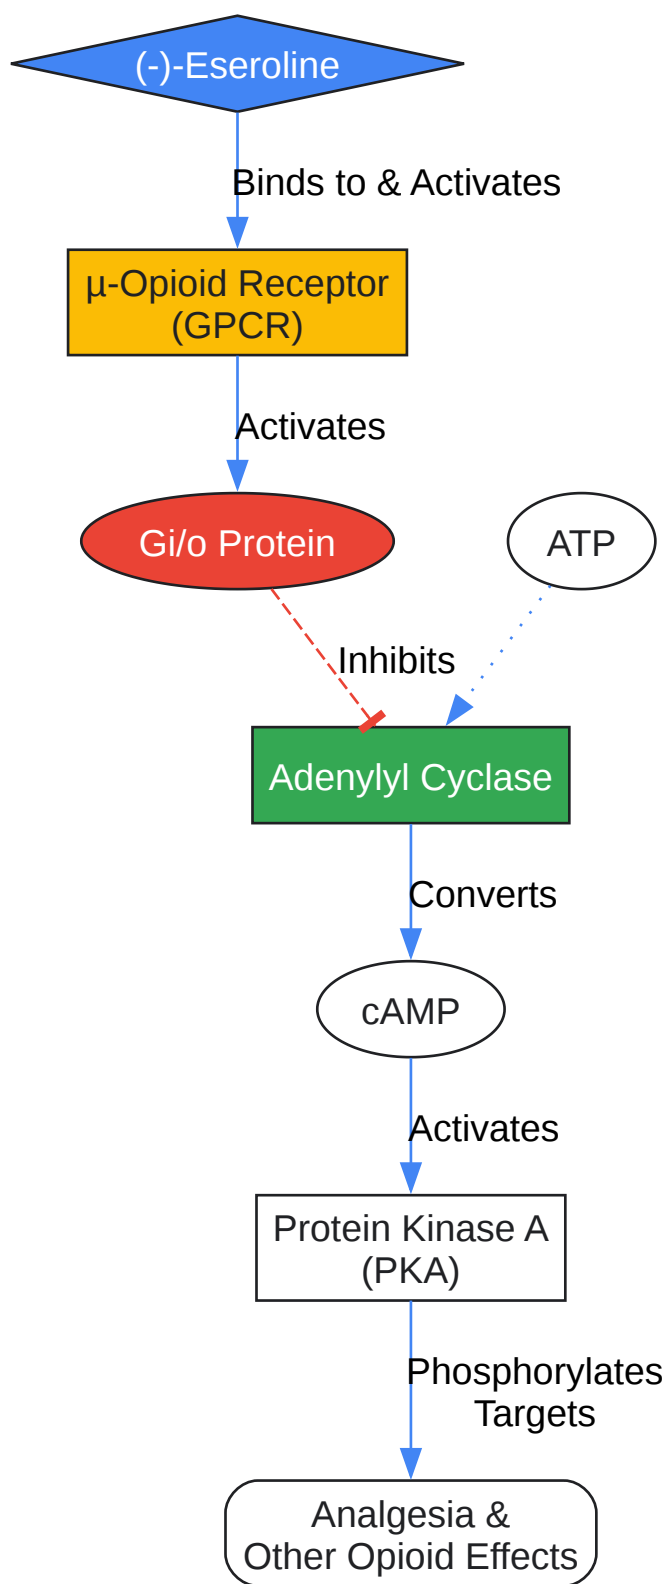 (-)-Eseroline
Binds to & Activates
µ-Opioid Receptor
(GPCR)
Activates
Gi/o Protein
ATP
Inhibits
Adenylyl Cyclase
Converts
cAMP
Activates
Protein Kinase A
(PKA)
Phosphorylates
Targets
Analgesia &
Other Opioid Effects